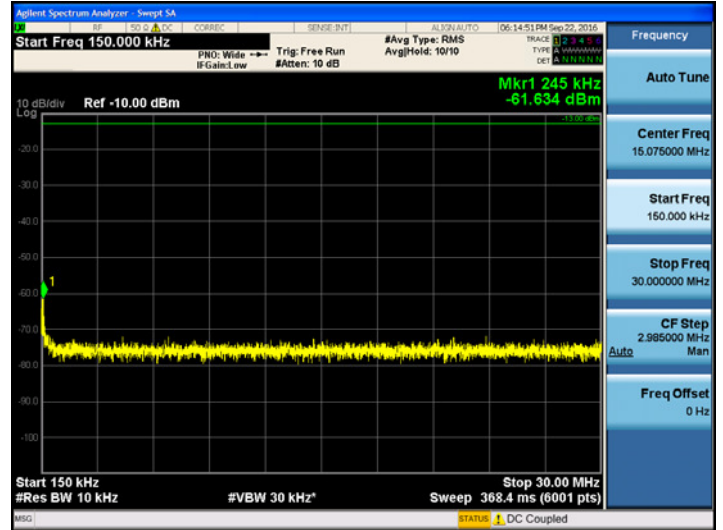 Agilent Spectrum Analyzer - Swept SA
RF 50 Ω DC CORREC SENSE:INT ALIGN AUTO 06:14:51 PM Sep 22, 2016
Start Freq 150.000 kHz
PNO: Wide
IFGain:Low
Trig: Free Run
#Atten: 10 dB
#Avg Type: RMS
Avg|Hold: 10/10
TRACE 1 2 3 4 5 6
TYPE A WWWWW
DET A N N N N N
Mkr1 245 kHz
-61.634 dBm
10 dB/div Ref -10.00 dBm
Log
-13.00 dBm
-20.0
-30.0
-40.0
-50.0
1
-60.0
-70.0
-80.0
-90.0
-100
Start 150 kHz
Stop 30.00 MHz
#Res BW 10 kHz
#VBW 30 kHz*
Sweep 368.4 ms (6001 pts)
MSG
STATUS
DC Coupled
Frequency
Auto Tune
Center Freq
15.075000 MHz
Start Freq
150.000 kHz
Stop Freq
30.000000 MHz
CF Step
2.985000 MHz
Auto Man
Freq Offset
0 Hz